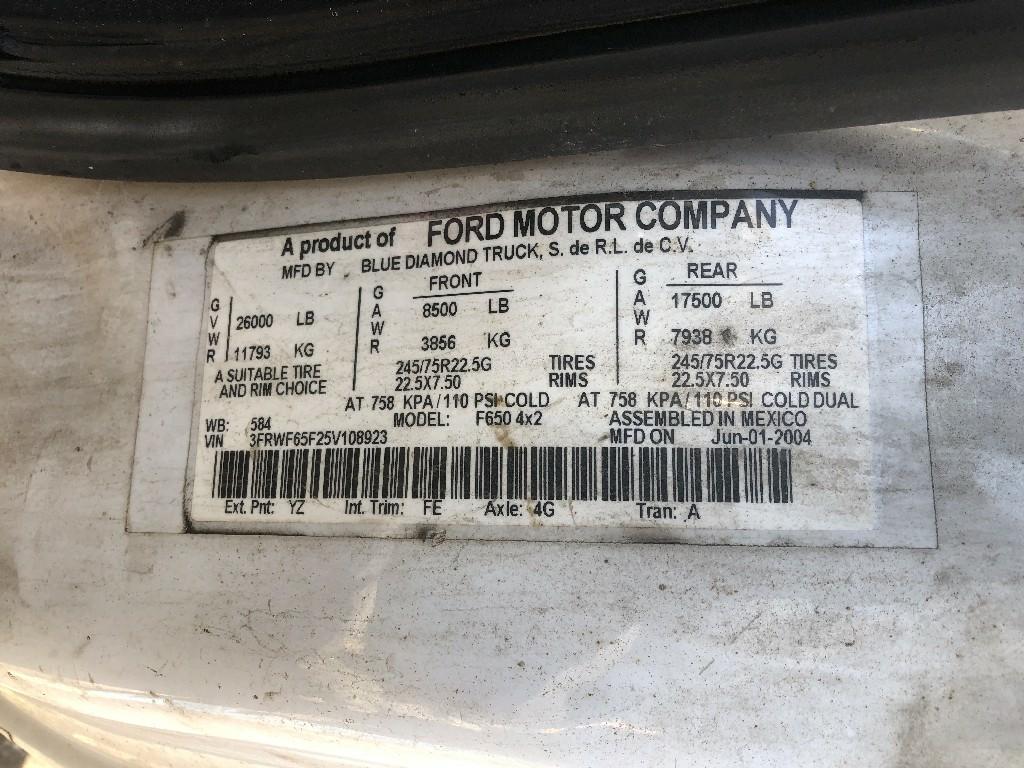 A product of FORD MOTOR COMPANY
MFD BY BLUE DIAMOND TRUCK, S. de R.L. de C.V.
GVWR 26000 LB
11793 KG
A SUITABLE TIRE
AND RIM CHOICE
GAWR FRONT
8500 LB
3856 KG
245/75R22.5G TIRES
22.5X7.50 RIMS
AT 758 KPA/110 PSI COLD
GAWR REAR
17500 LB
7938 KG
245/75R22.5G TIRES
22.5X7.50 RIMS
AT 758 KPA/110 PSI COLD DUAL
WB: 584 MODEL: F650 4x2 ASSEMBLED IN MEXICO
VIN 3FRWF65F25V108923 MFD ON Jun-01-2004
Ext. Pnt: YZ Int. Trim: FE Axle: 4G Tran: A